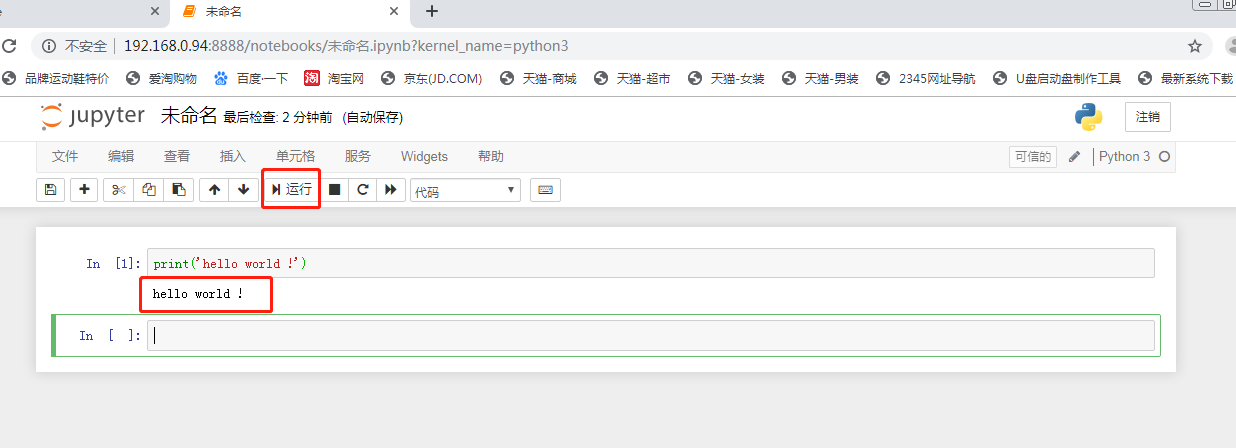 未命名
不安全 192.168.0.94:8888/notebooks/未命名.ipynb?kernel_name=python3
品牌运动鞋特价 爱淘购物 百度一下 淘 淘宝网 京东(JD.COM) 天猫-商城 天猫-超市 天猫-女装 天猫-男装 2345网址导航 U盘启动盘制作工具 最新系统下载
jupyter 未命名 最后检查: 2 分钟前 (自动保存) 注销
文件 编辑 查看 插入 单元格 服务 Widgets 帮助 可信的 Python 3
运行 代码
In [1]: print('hello world !')
hello world !
In [ ]: